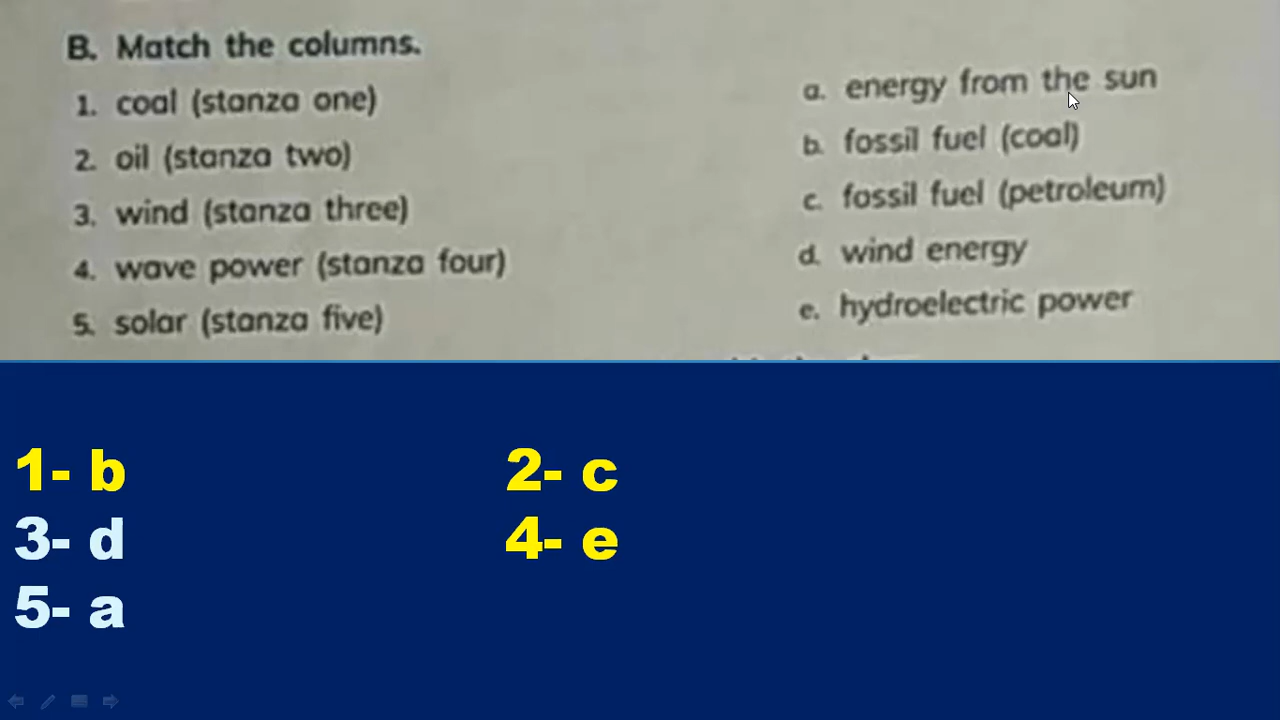 B. Match the columns.
1. coal (stanza one)
2. oil (stanza two)
3. wind (stanza three)
4. wave power (stanza four)
5. solar (stanza five)
a. energy from the sun
b. fossil fuel (coal)
c. fossil fuel (petroleum)
d. wind energy
e. hydroelectric power
1- b 2- c
3- d 4- e
5- a